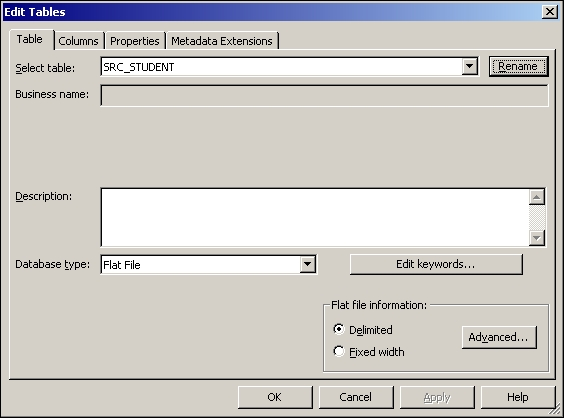 Edit Tables
Table Columns Properties Metadata Extensions
Select table: SRC_STUDENT Rename
Business name:
Description:
Database type: Flat File Edit keywords...
Flat file information:
Delimited Advanced...
Fixed width
OK Cancel Apply Help